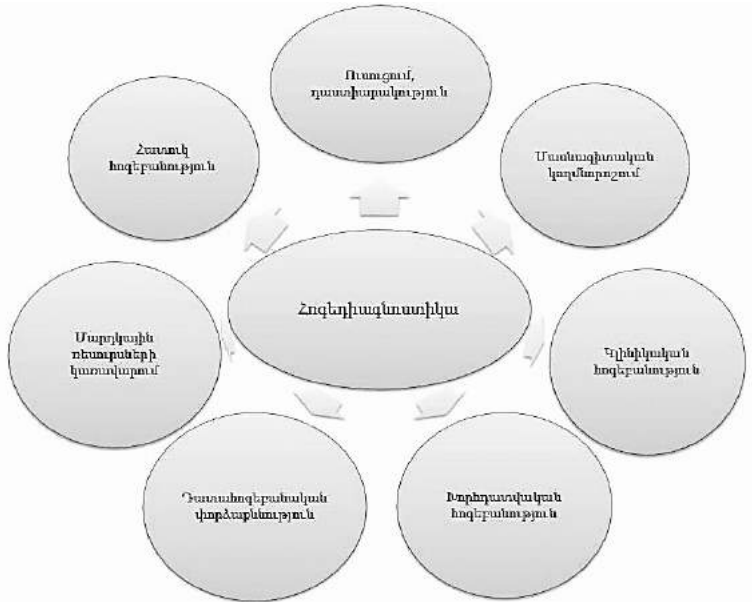 Ուսուցում,
դաստիարակություն
Հատուկ
հոգեբանություն
Մասնագիտական
կողմնորոշում
Հոգեդիագնոստիկա
Մարդկային
ռեսուրսների
կառավարում
Կլինիկական
հոգեբանություն
Դատահոգեբանական
փորձաքննություն
Խորհրդատվական
հոգեբանություն